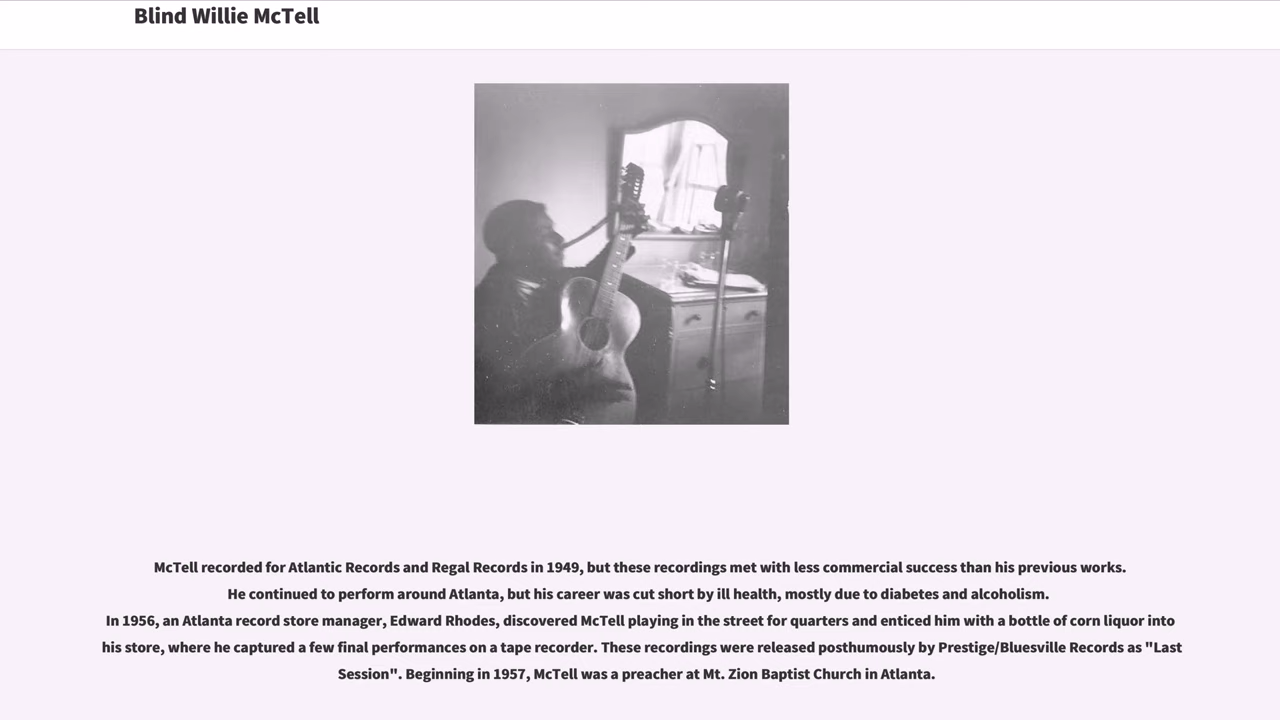 Blind Willie McTell
McTell recorded for Atlantic Records and Regal Records in 1949, but these recordings met with less commercial success than his previous works.
He continued to perform around Atlanta, but his career was cut short by ill health, mostly due to diabetes and alcoholism.
In 1956, an Atlanta record store manager, Edward Rhodes, discovered McTell playing in the street for quarters and enticed him with a bottle of corn liquor into
his store, where he captured a few final performances on a tape recorder. These recordings were released posthumously by Prestige/Bluesville Records as "Last
Session". Beginning in 1957, McTell was a preacher at Mt. Zion Baptist Church in Atlanta.